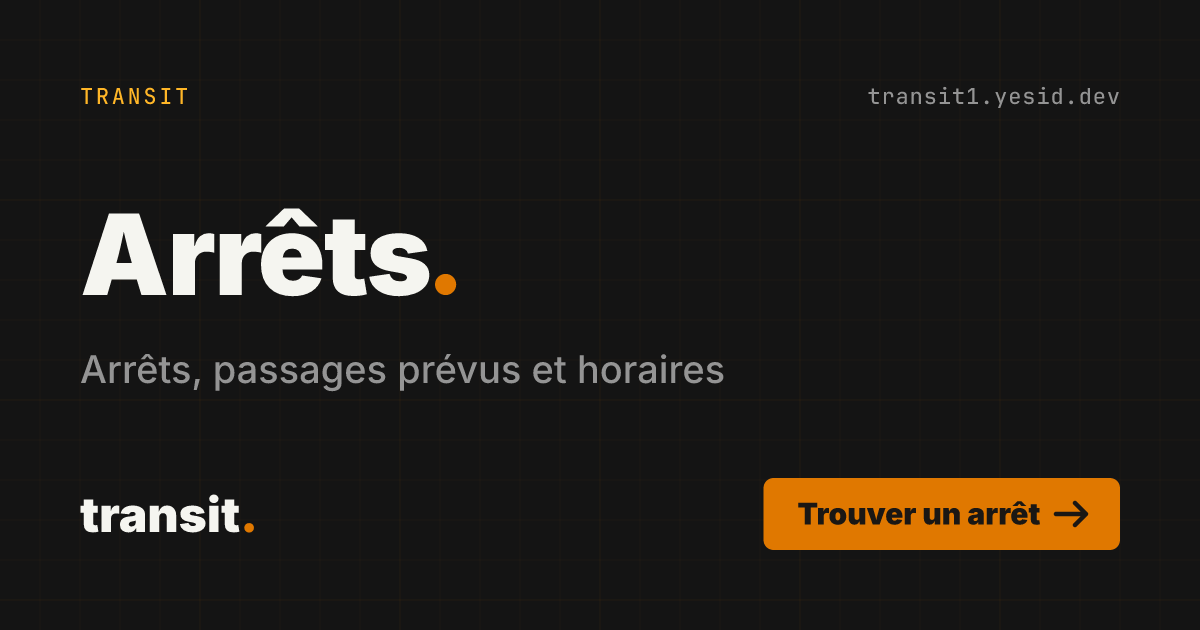 TRANSIT
transit1.yesid.dev
Arrêts.
Arrêts, passages prévus et horaires
transit.
Trouver un arrêt →